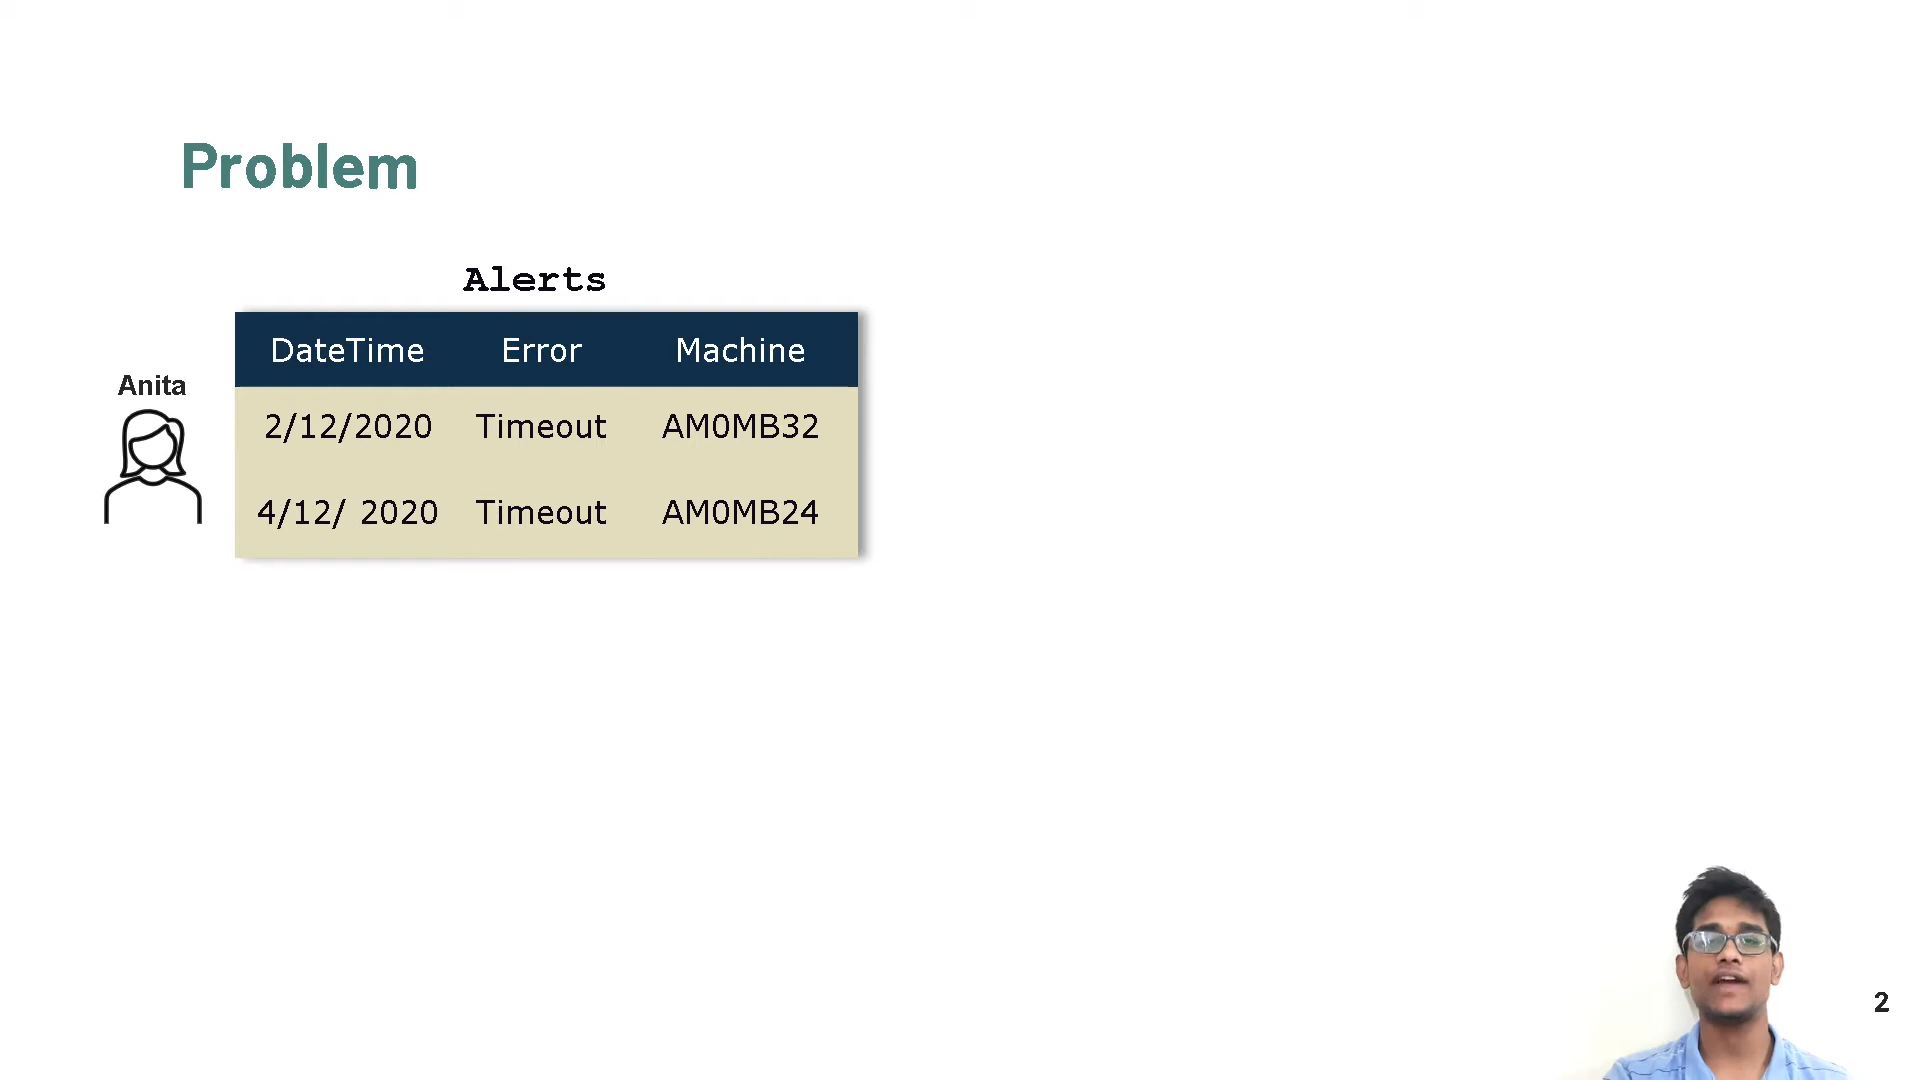 Problem
Alerts
DateTime Error Machine
Anita
2/12/2020 Timeout AM0MB32
4/12/ 2020 Timeout AM0MB24
2